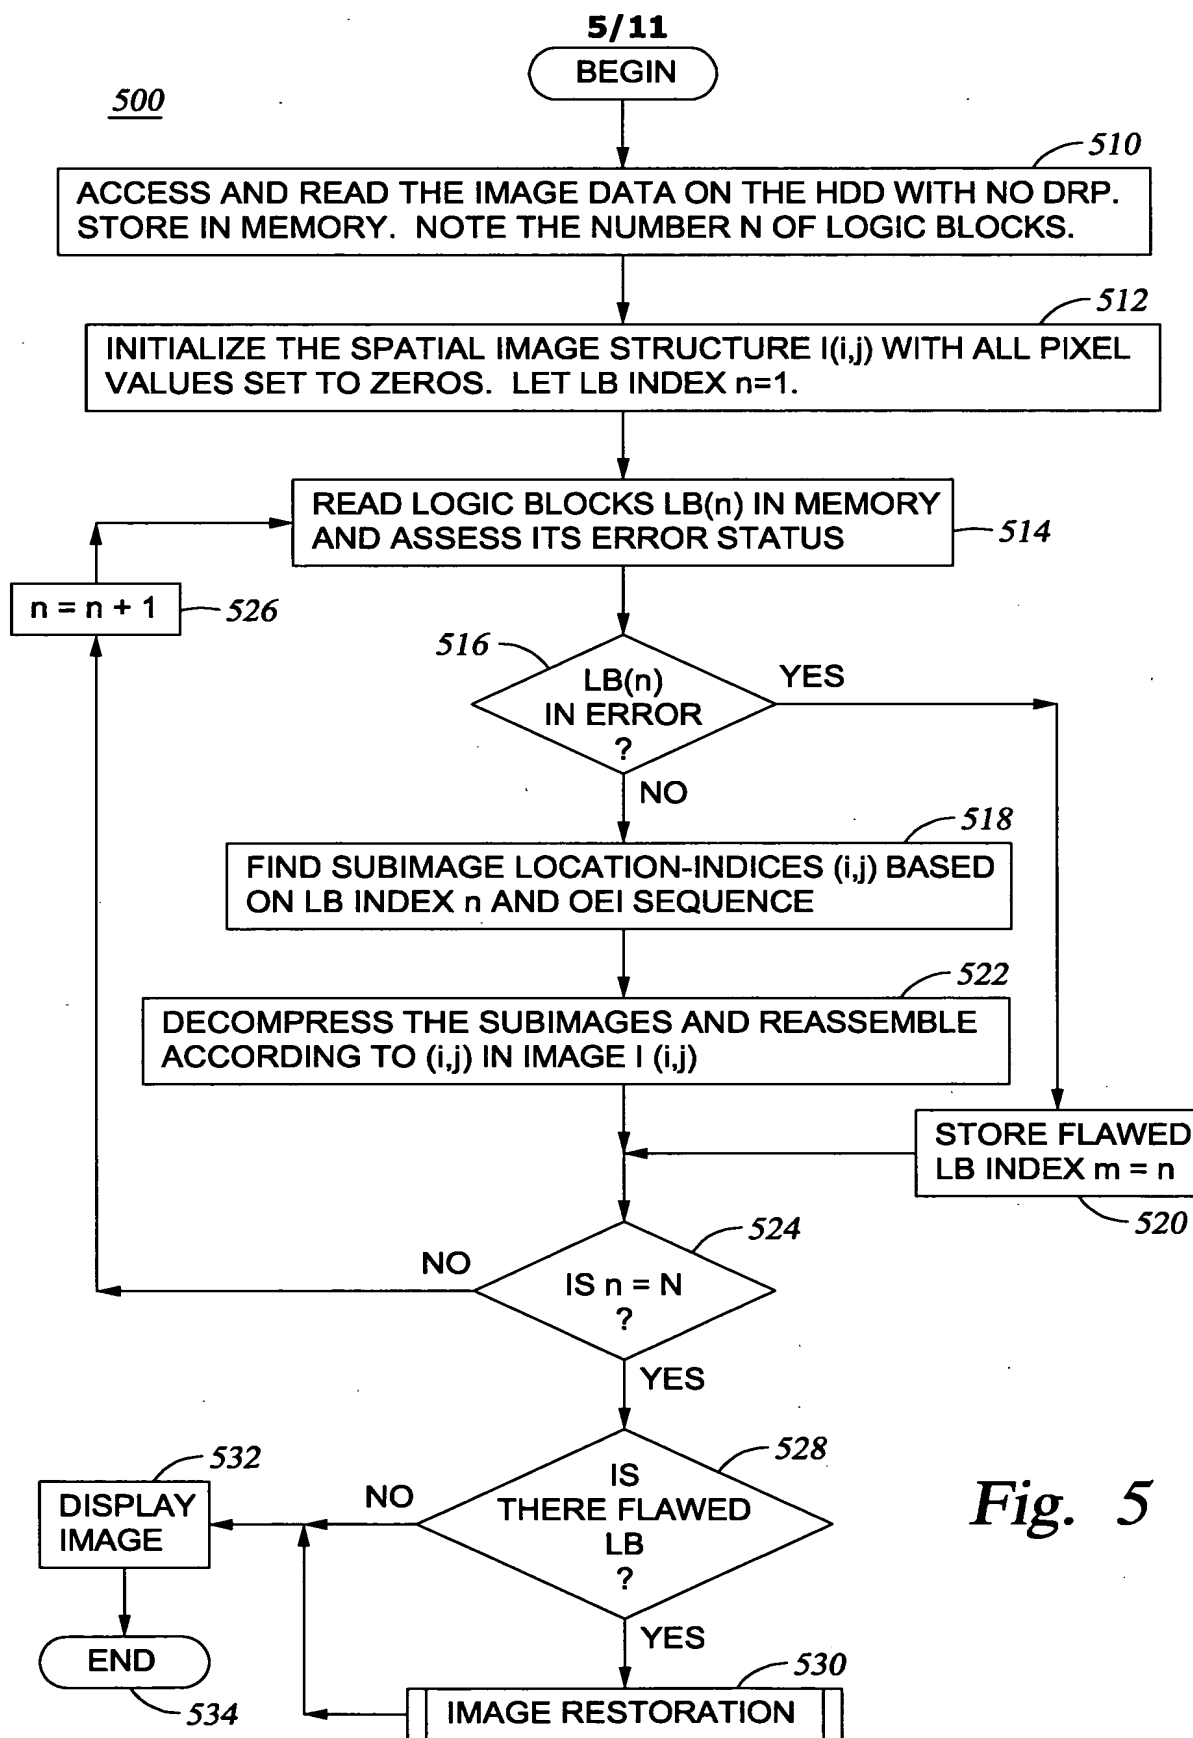 5/11
BEGIN
500
510
ACCESS AND READ THE IMAGE DATA ON THE HDD WITH NO DRP.
STORE IN MEMORY. NOTE THE NUMBER N OF LOGIC BLOCKS.
512
INITIALIZE THE SPATIAL IMAGE STRUCTURE I(i,j) WITH ALL PIXEL
VALUES SET TO ZEROS. LET LB INDEX n=1.
READ LOGIC BLOCKS LB(n) IN MEMORY
AND ASSESS ITS ERROR STATUS
514
n = n + 1
526
516
LB(n)
IN ERROR
?
YES
NO
518
FIND SUBIMAGE LOCATION-INDICES (i,j) BASED
ON LB INDEX n AND OEI SEQUENCE
522
DECOMPRESS THE SUBIMAGES AND REASSEMBLE
ACCORDING TO (i,j) IN IMAGE I (i,j)
STORE FLAWED
LB INDEX m = n
520
524
NO
IS n = N
?
YES
528
IS
THERE FLAWED
LB
?
NO
532
DISPLAY
IMAGE
Fig. 5
YES
END
534
530
IMAGE RESTORATION